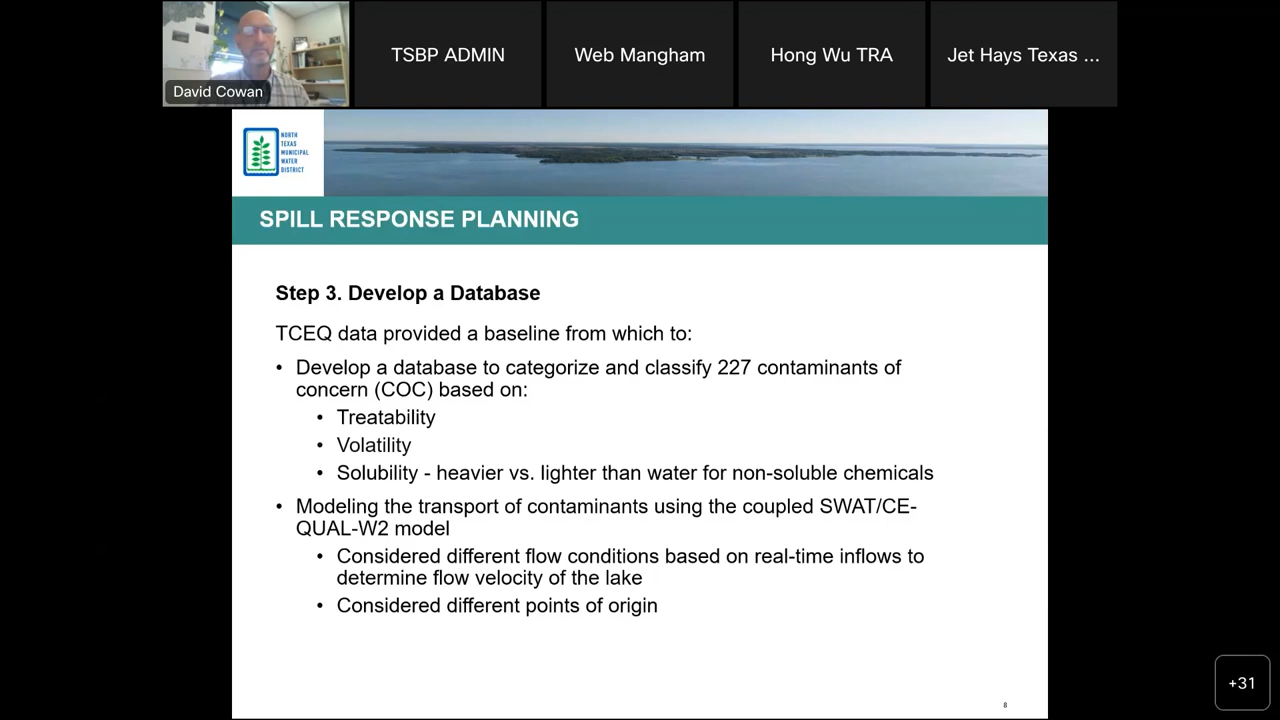 TSBP ADMIN
Web Mangham
Hong Wu TRA
Jet Hays Texas ...
David Cowan
NORTH
TEXAS
MUNICIPAL
WATER
DISTRICT
SPILL RESPONSE PLANNING
Step 3. Develop a Database
TCEQ data provided a baseline from which to:
• Develop a database to categorize and classify 227 contaminants of
concern (COC) based on:
• Treatability
• Volatility
• Solubility - heavier vs. lighter than water for non-soluble chemicals
• Modeling the transport of contaminants using the coupled SWAT/CE-
QUAL-W2 model
• Considered different flow conditions based on real-time inflows to
determine flow velocity of the lake
• Considered different points of origin
+31
8